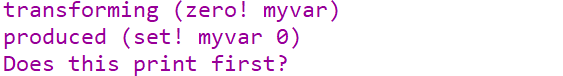 transforming (zero! myvar)
produced (set! myvar 0)
Does this print first?